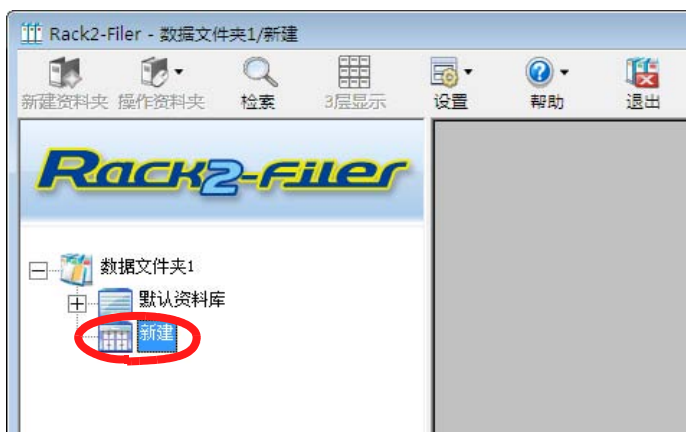 Rack2-Filer - 数据文件夹1/新建
新建资料夹 操作资料夹 检索 3层显示 设置 帮助 退出
Rack2-Filer
数据文件夹1
默认资料库
新建